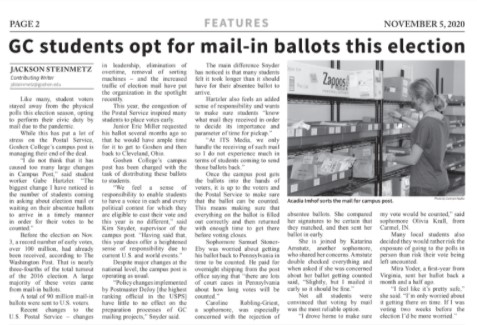 PAGE 2
FEATURES
NOVEMBER 5, 2020
GC students opt for mail-in ballots this election
JACKSON STEINMETZ
Contributing Writer
jsteinmetz@goshen.edu
Like many, student voters
stayed away from the physical
polls this election season, opting
to perform their civic duty by
mail due to the pandemic.
While this has put a lot of
stress on the Postal Service,
Goshen College's campus post is
managing their end of the deal.
"I do not think that it has
caused too many large changes
in Campus Post," said student
worker Gabe Hartzler. "The
biggest change I have noticed is
the number of students coming
in asking about election mail or
waiting on their absentee ballots
to arrive in a timely manner
in order for their votes to be
counted."
Before the election on Nov.
3, a record number of early votes,
over 100 million, had already
been received, according to The
Washington Post. That is nearly
three-fourths of the total turnout
of the 2016 election. A large
majority of these votes came
from mail-in ballots.
A total of 90 million mail-in
ballots were sent to U.S. voters.
Recent changes to the
U.S. Postal Service – changes
in leadership, elimination of
overtime, removal of sorting
machines – and the increased
traffic of election mail have put
the organization in the spotlight
recently.
This year, the congestion of
the Postal Service inspired many
students to place votes early.
Junior Eric Miller requested
his ballot several months ago so
that he would have ample time
for it to get to Goshen and then
back to Cleveland, Ohio.
Goshen College's campus
post has been charged with the
task of distributing these ballots
to students.
"We feel a sense of
responsibility to enable students
to have a voice in each and every
political contest for which they
are eligible to cast their vote and
this year is no different," said
Kim Snyder, supervisor of the
campus post. "Having said that,
this year does offer a heightened
sense of responsibility due to
current U.S. and world events."
Despite major changes at the
national level, the campus post is
operating as usual.
"Policy changes implemented
by Postmaster DeJoy [the highest
ranking official in the USPS]
have little to no effect on the
preparation processes of GC
mailing projects," Snyder said.
The main difference Snyder
has noticed is that many students
felt it took longer than it should
have for their absentee ballot to
arrive.
Hartzler also feels an added
sense of responsibility and wants
to make sure students "know
what mail they received in order
to decide its importance and
parameter of time for pickup."
"At ITS Media, we only
handle the receiving of such mail
so I do not experience much in
terms of students coming to send
those ballots back."
Once the campus post gets
the ballots into the hands of
voters, it is up to the voters and
the Postal Service to make sure
that the ballot can be counted.
This means making sure that
everything on the ballot is filled
out correctly and then returned
with enough time to get there
before voting closes.
Sophomore Samuel Stoner-
Eby was worried about getting
his ballot back to Pennsylvania in
time to be counted. He paid for
overnight shipping from the post
office saying that "there are lots
of court cases in Pennsylvania
about how long votes will be
counted."
Caroline Robling-Griest,
a sophomore, was especially
concerned with the rejection of
Zappos
Acadia Imhof sorts the mail for campus post.
absentee ballots. She compared
her signatures to be certain that
they matched, and then sent her
ballot in early.
She is joined by Katarina
Amstutz, another sophomore,
who shared her concerns. Amstutz
double checked everything and
when asked if she was concerned
about her ballot getting counted
said, "Slightly, but I mailed it
early so it should be fine."
Not all students were
convinced that voting by mail
was the most reliable option.
"I drove home to make sure
my vote would be counted," said
sophomore Olivia Krall, from
Carmel, IN.
Many local students also
decided they would rather risk the
exposure of going to the polls in
person than risk their vote being
left uncounted.
Mira Yoder, a first-year from
Virginia, sent her ballot back a
month and a half ago.
"I feel like it's pretty safe,"
she said. "I'm only worried about
it getting there on time. If I was
voting two weeks before the
election I'd be more worried."